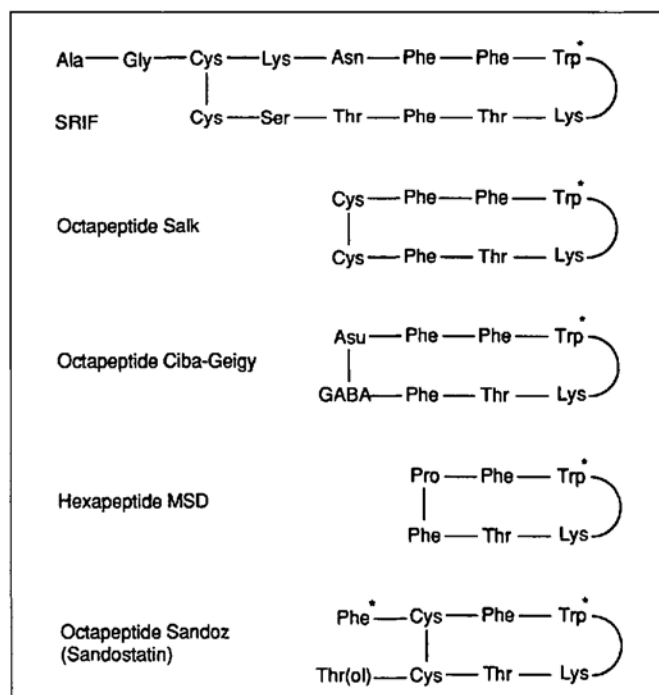 Ala — Gly — Cys — Lys — Asn — Phe — Phe — Trp*
SRIF Cys — Ser — Thr — Phe — Thr — Lys
Cys — Phe — Phe — Trp*
Octapeptide Salk
Cys — Phe — Thr — Lys
Asu — Phe — Phe — Trp*
Octapeptide Ciba-Geigy
GABA — Phe — Thr — Lys
Pro — Phe — Trp*
Hexapeptide MSD
Phe — Thr — Lys
Phe* — Cys — Phe — Trp*
Octapeptide Sandoz
(Sandostatin)
Thr(ol) — Cys — Thr — Lys